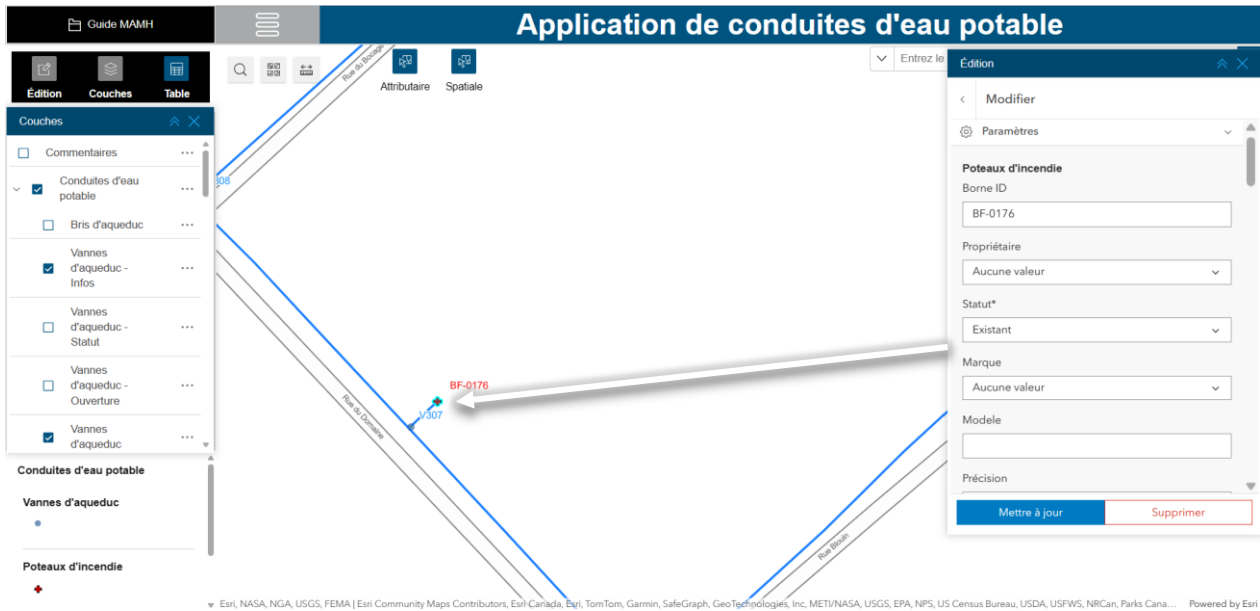 Guide MAMH
Application de conduites d'eau potable
Édition
Couches
Table
Attributaire
Spatiale
Entrez le
Couches
Commentaires
Conduites d'eau
potable
Bris d'aqueduc
Vannes
d'aqueduc -
Infos
Vannes
d'aqueduc -
Statut
Vannes
d'aqueduc -
Ouverture
Vannes
d'aqueduc
Conduites d'eau potable
Vannes d'aqueduc
Poteaux d'incendie
Rue du Bocage
308
BF-0176
V307
Rue du Domaine
Rue Blouin
Édition
Modifier
Paramètres
Poteaux d'incendie
Borne ID
BF-0176
Propriétaire
Aucune valeur
Statut*
Existant
Marque
Aucune valeur
Modele
Précision
Mettre à jour
Supprimer
Esri, NASA, NGA, USGS, FEMA | Esri Community Maps Contributors, Esri Canada, Esri, TomTom, Garmin, SafeGraph, GeoTechnologies, Inc, METI/NASA, USGS, EPA, NPS, US Census Bureau, USDA, USFWS, NRCan, Parks Cana... Powered by Esri